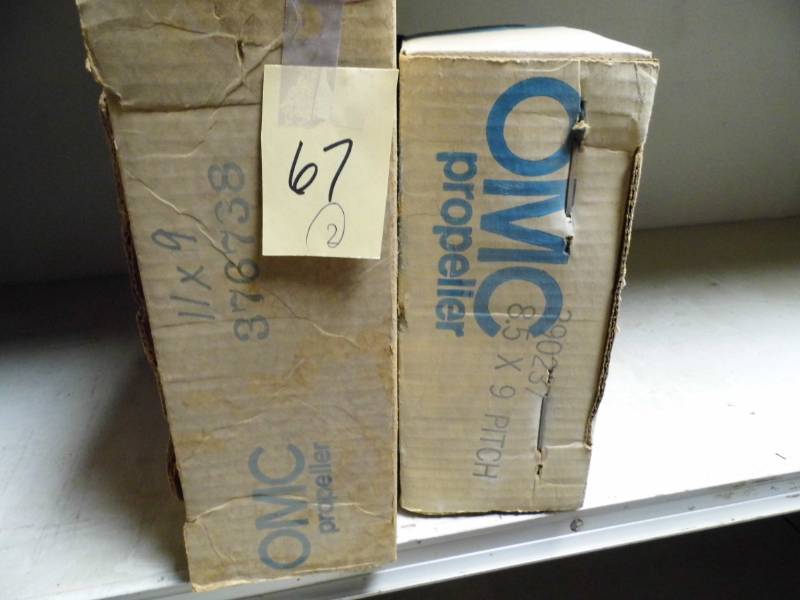 67
2
11 x 9
376738
OMC
propeller
OMC
propeller
390237
8.5 X 9 PITCH